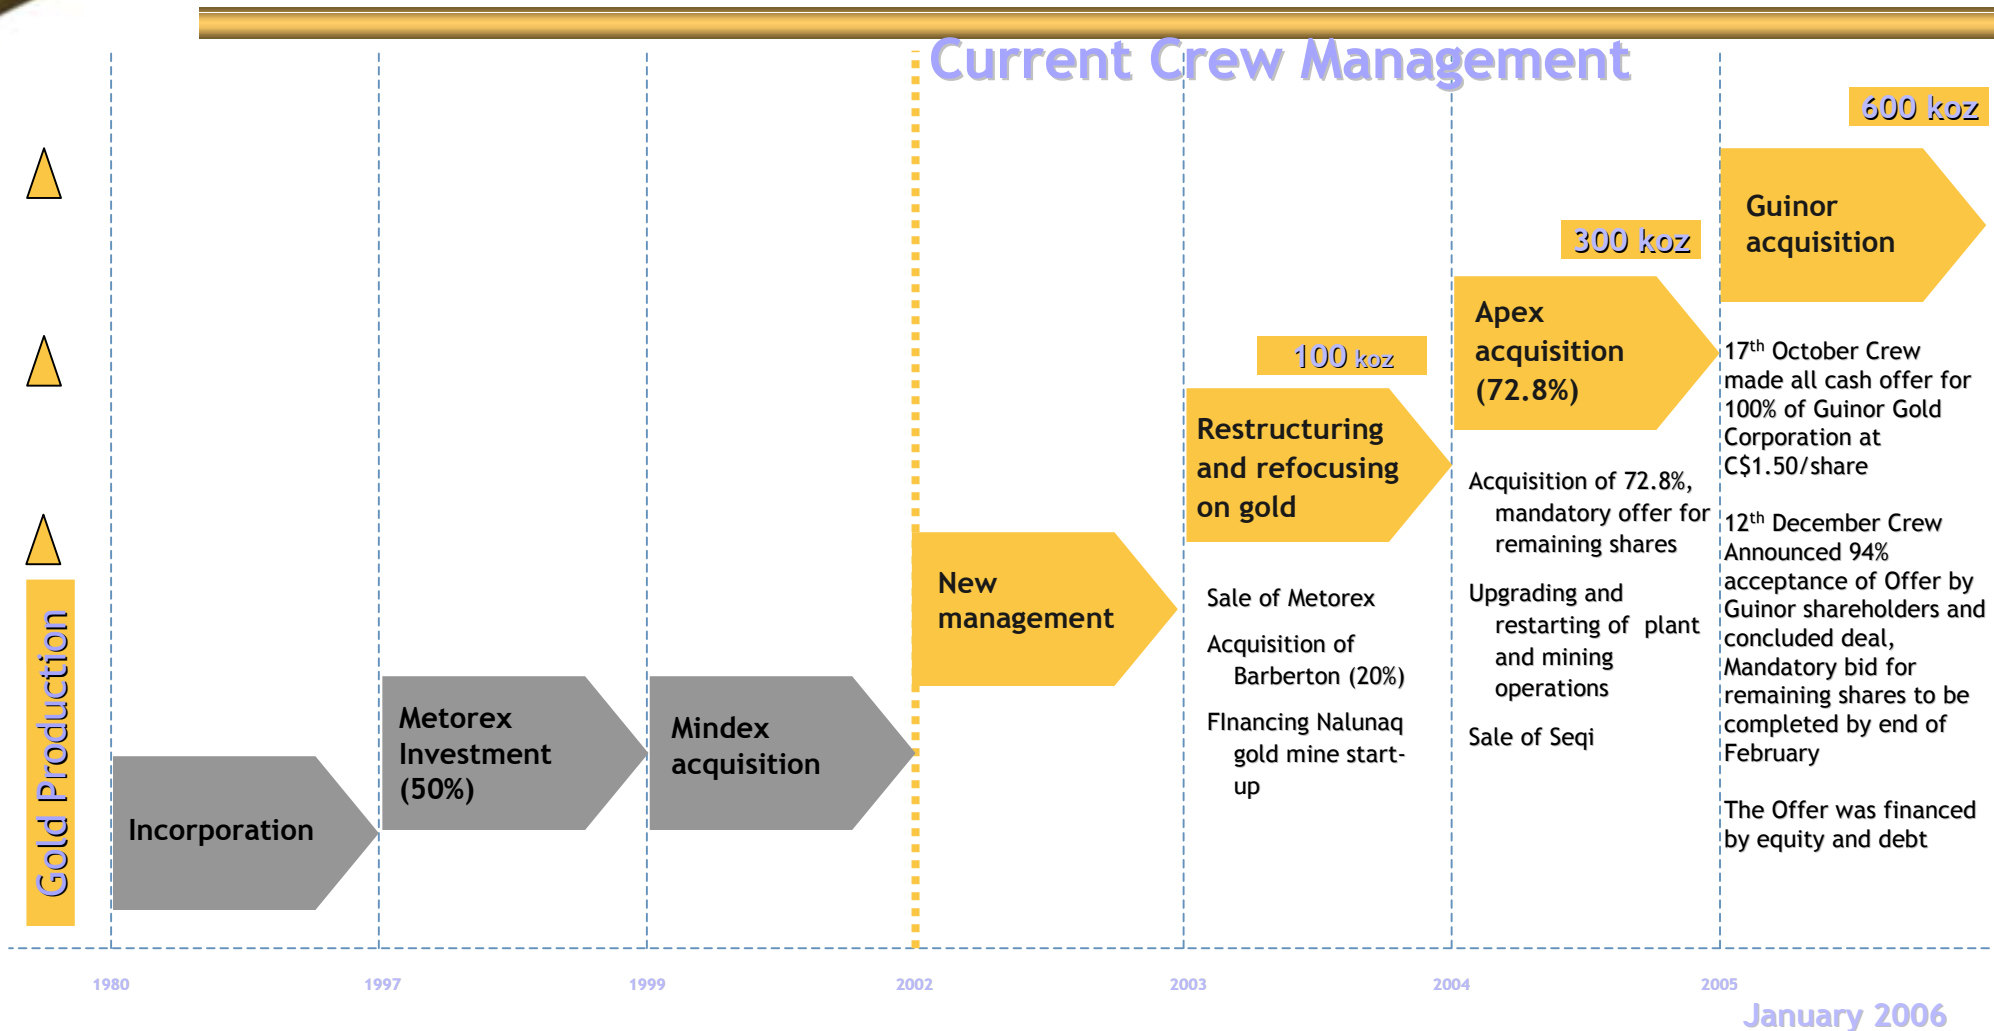 Current Crew Management
600 koz
Guinor
acquisition
300 koz
Apex
acquisition
(72.8%)
100 koz
Restructuring
and refocusing
on gold
New
management
Metorex
Investment
(50%)
Mindex
acquisition
Incorporation
Gold Production
Sale of Metorex
Acquisition of
Barberton (20%)
FInancing Nalunaq
gold mine start-
up
Acquisition of 72.8%,
mandatory offer for
remaining shares
Upgrading and
restarting of plant
and mining
operations
Sale of Seqi
17th October Crew
made all cash offer for
100% of Guinor Gold
Corporation at
C$1.50/share
12th December Crew
Announced 94%
acceptance of Offer by
Guinor shareholders and
concluded deal,
Mandatory bid for
remaining shares to be
completed by end of
February
The Offer was financed
by equity and debt
1980
1997
1999
2002
2003
2004
2005
January 2006